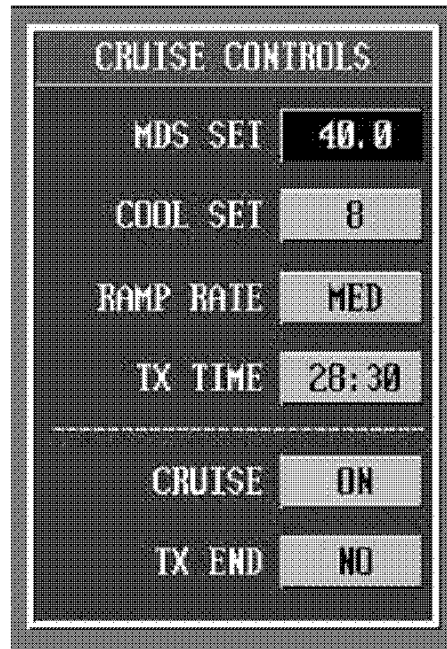 CRUISE CONTROLS
MDS SET 40.0
COOL SET 8
RAMP RATE MED
TX TIME 28:30
CRUISE ON
TX END NO